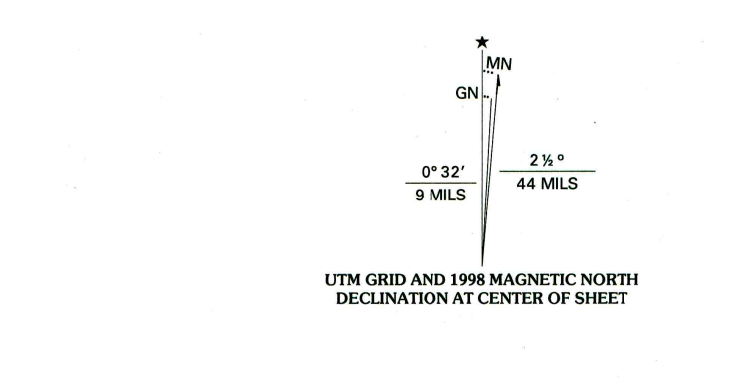 ★
MN
GN
0° 32′
9 MILS
2 ½ °
44 MILS
UTM GRID AND 1998 MAGNETIC NORTH
DECLINATION AT CENTER OF SHEET